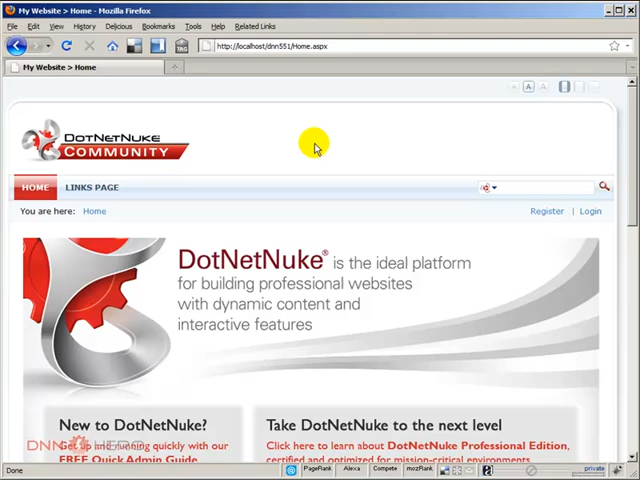 My Website > Home - Mozilla Firefox
File Edit View History Delicious Bookmarks Tools Help Related Links
TAG
http://localhost/dnn551/Home.aspx
My Website > Home
A A
DOTNETNUKE
COMMUNITY
HOME LINKS PAGE
You are here: Home
Register | Login
DotNetNuke® is the ideal platform
for building professional websites
with dynamic content and
interactive features
New to DotNetNuke?
Get up and running quickly with our
FREE Quick Admin Guide
Take DotNetNuke to the next level
Click here to learn about DotNetNuke Professional Edition,
certified and optimized for mission-critical environments
DNN HERO
Done
PageRank Alexa Compete mozRank
private